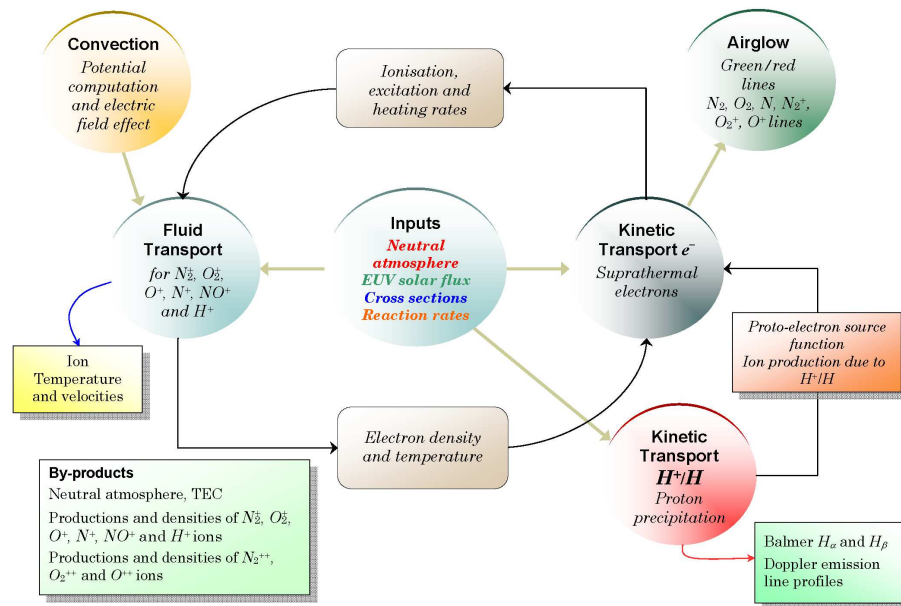 Convection
Potential
computation
and electric
field effect
Ionisation,
excitation and
heating rates
Airglow
Green/red
lines
N₂, O₂, N, N₂⁺,
O₂⁺, O⁺ lines
Fluid
Transport
for N₂⁺, O₂⁺,
O⁺, N⁺, NO⁺
and H⁺
Inputs
Neutral
atmosphere
EUV solar flux
Cross sections
Reaction rates
Kinetic
Transport e⁻
Suprathermal
electrons
Ion
Temperature
and velocities
Proto-electron source
function
Ion production due to
H⁺/H
Electron density
and temperature
Kinetic
Transport
H⁺/H
Proton
precipitation
By-products
Neutral atmosphere, TEC
Productions and densities of N₂⁺, O₂⁺,
O⁺, N⁺, NO⁺ and H⁺ ions
Productions and densities of N₂⁺⁺,
O₂⁺⁺ and O⁺⁺ ions
Balmer Hα and Hβ
Doppler emission
line profiles